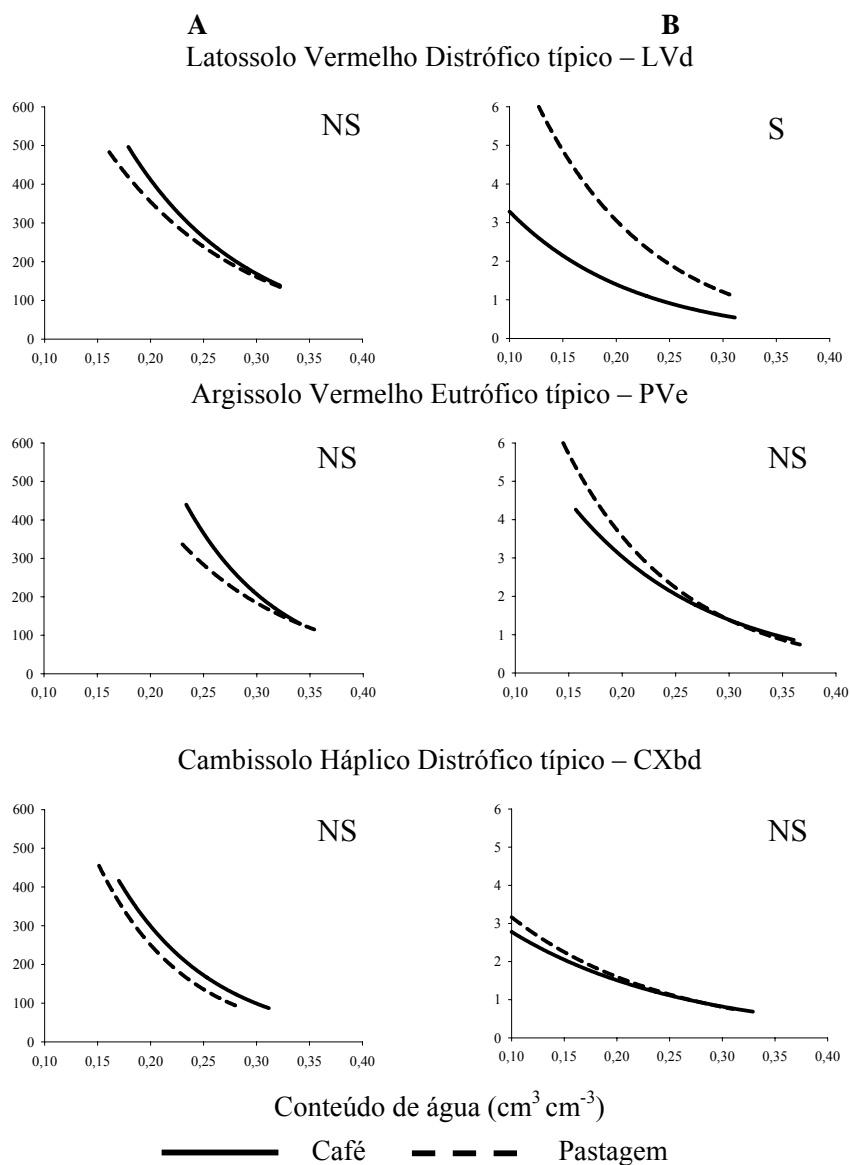 A B
Latossolo Vermelho Distrófico típico – LVd
600
500
400
300
200
100
0
NS
0,10 0,15 0,20 0,25 0,30 0,35 0,40
6
5
4
3
2
1
0
S
0,10 0,15 0,20 0,25 0,30 0,35 0,40
Argissolo Vermelho Eutrófico típico – PVe
600
500
400
300
200
100
0
NS
0,10 0,15 0,20 0,25 0,30 0,35 0,40
6
5
4
3
2
1
0
NS
0,10 0,15 0,20 0,25 0,30 0,35 0,40
Cambissolo Háplico Distrófico típico – CXbd
600
500
400
300
200
100
0
NS
0,10 0,15 0,20 0,25 0,30 0,35 0,40
6
5
4
3
2
1
0
NS
0,10 0,15 0,20 0,25 0,30 0,35 0,40
Conteúdo de água (cm³ cm⁻³)
Café Pastagem